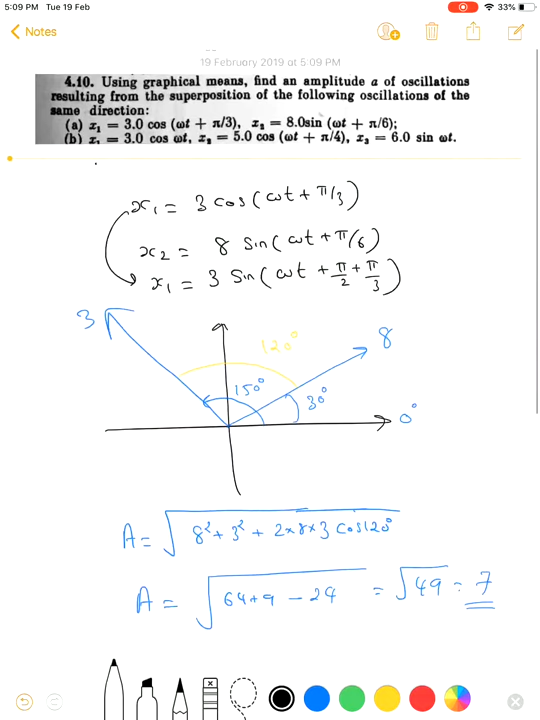 5:09 PM Tue 19 Feb
33%
Notes
19 February 2019 at 5:09 PM
4.10. Using graphical means, find an amplitude a of oscillations
resulting from the superposition of the following oscillations of the
same direction:
(a) x₁ = 3.0 cos (ωt + π/3), x₂ = 8.0sin (ωt + π/6);
(b) x₁ = 3.0 cos ωt, x₂ = 5.0 cos (ωt + π/4), x₃ = 6.0 sin ωt.
x₁ = 3 cos(ωt + π/3)
x₂ = 8 sin(ωt + π/6)
x₁ = 3 Sin(ωt + π/2 + π/3)
3
8
120°
150°
30°
0°
A = √(8² + 3² + 2×8×3 cos120°)
A = √(64+9 − 24) = √49 = 7